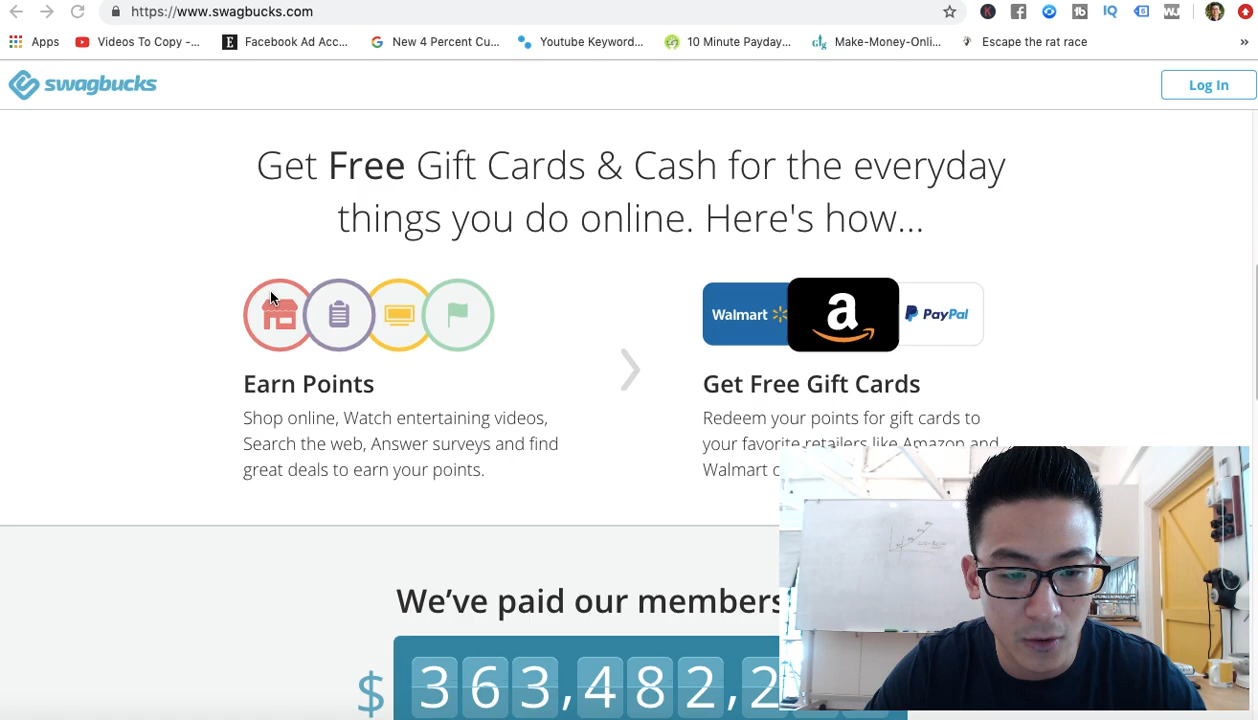 https://www.swagbucks.com
Apps
Videos To Copy -...
Facebook Ad Acc...
New 4 Percent Cu...
Youtube Keyword...
10 Minute Payday...
Make-Money-Onli...
Escape the rat race
»
swagbucks
Log In
Get Free Gift Cards & Cash for the everyday
things you do online. Here's how...
Walmart
a
PayPal
Earn Points
Shop online, Watch entertaining videos,
Search the web, Answer surveys and find
great deals to earn your points.
Get Free Gift Cards
Redeem your points for gift cards to
your favorite retailers like Amazon and
Walmart
We've paid our members
$ 363,482,2